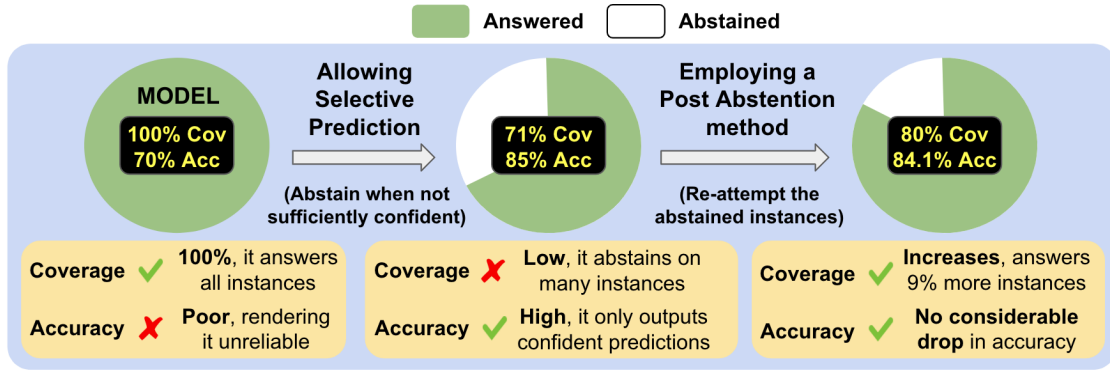 Answered
Abstained
MODEL
100% Cov
70% Acc
Allowing
Selective
Prediction
(Abstain when not
sufficiently confident)
71% Cov
85% Acc
Employing a
Post Abstention
method
(Re-attempt the
abstained instances)
80% Cov
84.1% Acc
Coverage
100%, it answers
all instances
Accuracy
Poor, rendering
it unreliable
Coverage
Low, it abstains on
many instances
Accuracy
High, it only outputs
confident predictions
Coverage
Increases, answers
9% more instances
Accuracy
No considerable
drop in accuracy